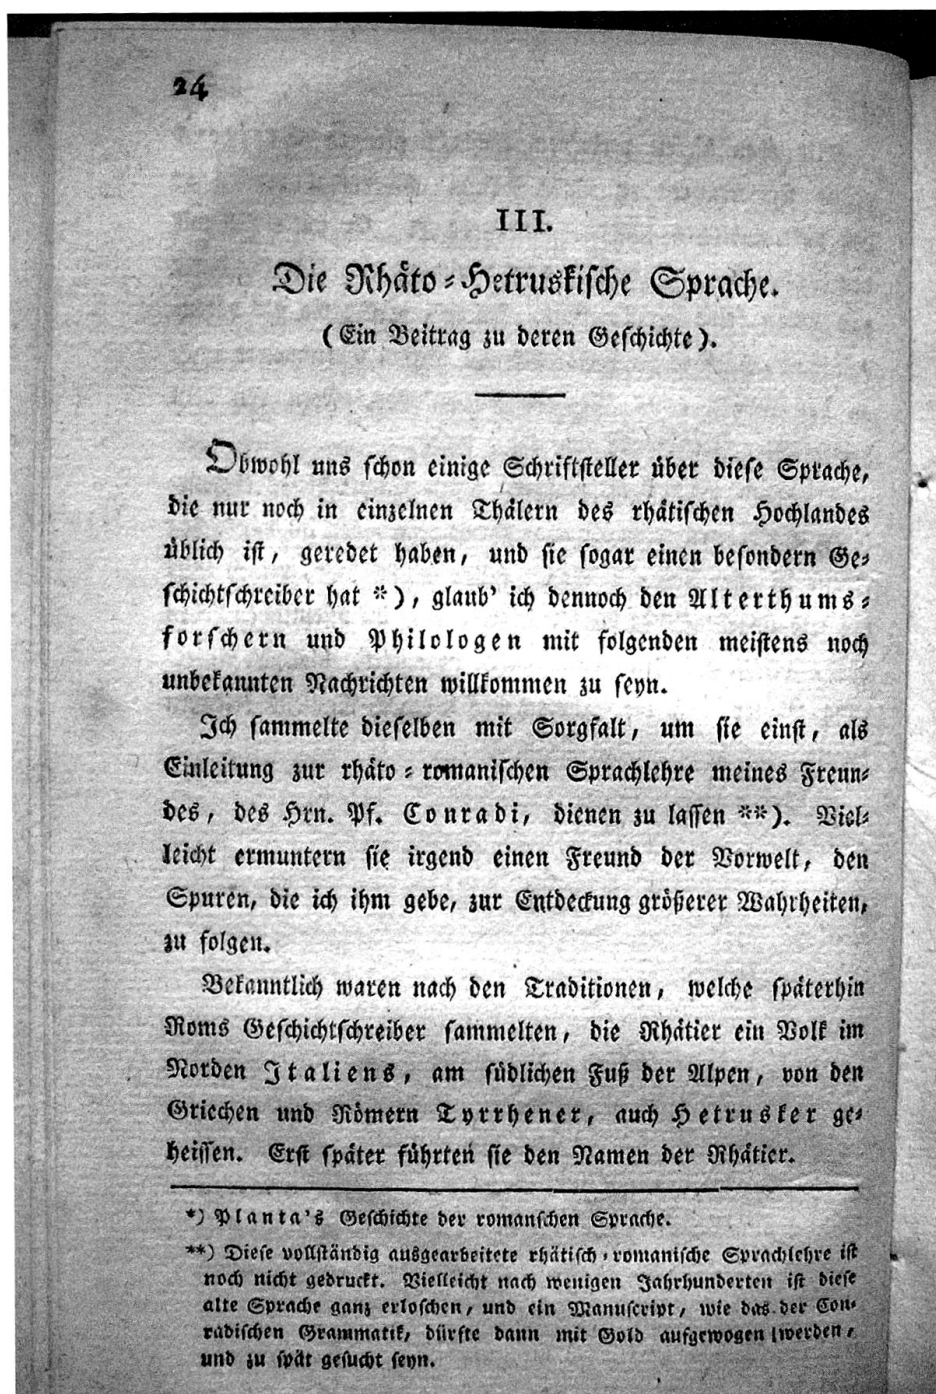 24
III.
Die Rhäto-Hetruskische Sprache.
(Ein Beitrag zu deren Geschichte).
Obwohl uns schon einige Schriftsteller über diese Sprache,
die nur noch in einzelnen Thälern des rhätischen Hochlandes
üblich ist, geredet haben, und sie sogar einen besondern Ge-
schichtschreiber hat *), glaub' ich dennoch den Alterthums-
forschern und Philologen mit folgenden meistens noch
unbekannten Nachrichten willkommen zu seyn.
Ich sammelte dieselben mit Sorgfalt, um sie einst, als
Einleitung zur rhäto-romanischen Sprachlehre meines Freun-
des, des Hrn. Pf. Conradi, dienen zu lassen **). Viel-
leicht ermuntern sie irgend einen Freund der Vorwelt, den
Spuren, die ich ihm gebe, zur Entdeckung größerer Wahrheiten,
zu folgen.
Bekanntlich waren nach den Traditionen, welche späterhin
Roms Geschichtschreiber sammelten, die Rhätier ein Volk im
Norden Italiens, am südlichen Fuß der Alpen, von den
Griechen und Römern Tyrrhener, auch Hetrusker ge-
heissen. Erst später führten sie den Namen der Rhätier.
*) Planta's Geschichte der romanschen Sprache.
**) Diese vollständig ausgearbeitete rhätisch-romanische Sprachlehre ist
noch nicht gedruckt. Vielleicht nach wenigen Jahrhunderten ist diese
alte Sprache ganz erloschen, und ein Manuscript, wie das der Con-
radischen Grammatik, dürfte dann mit Gold aufgewogen werden,
und zu spät gesucht seyn.